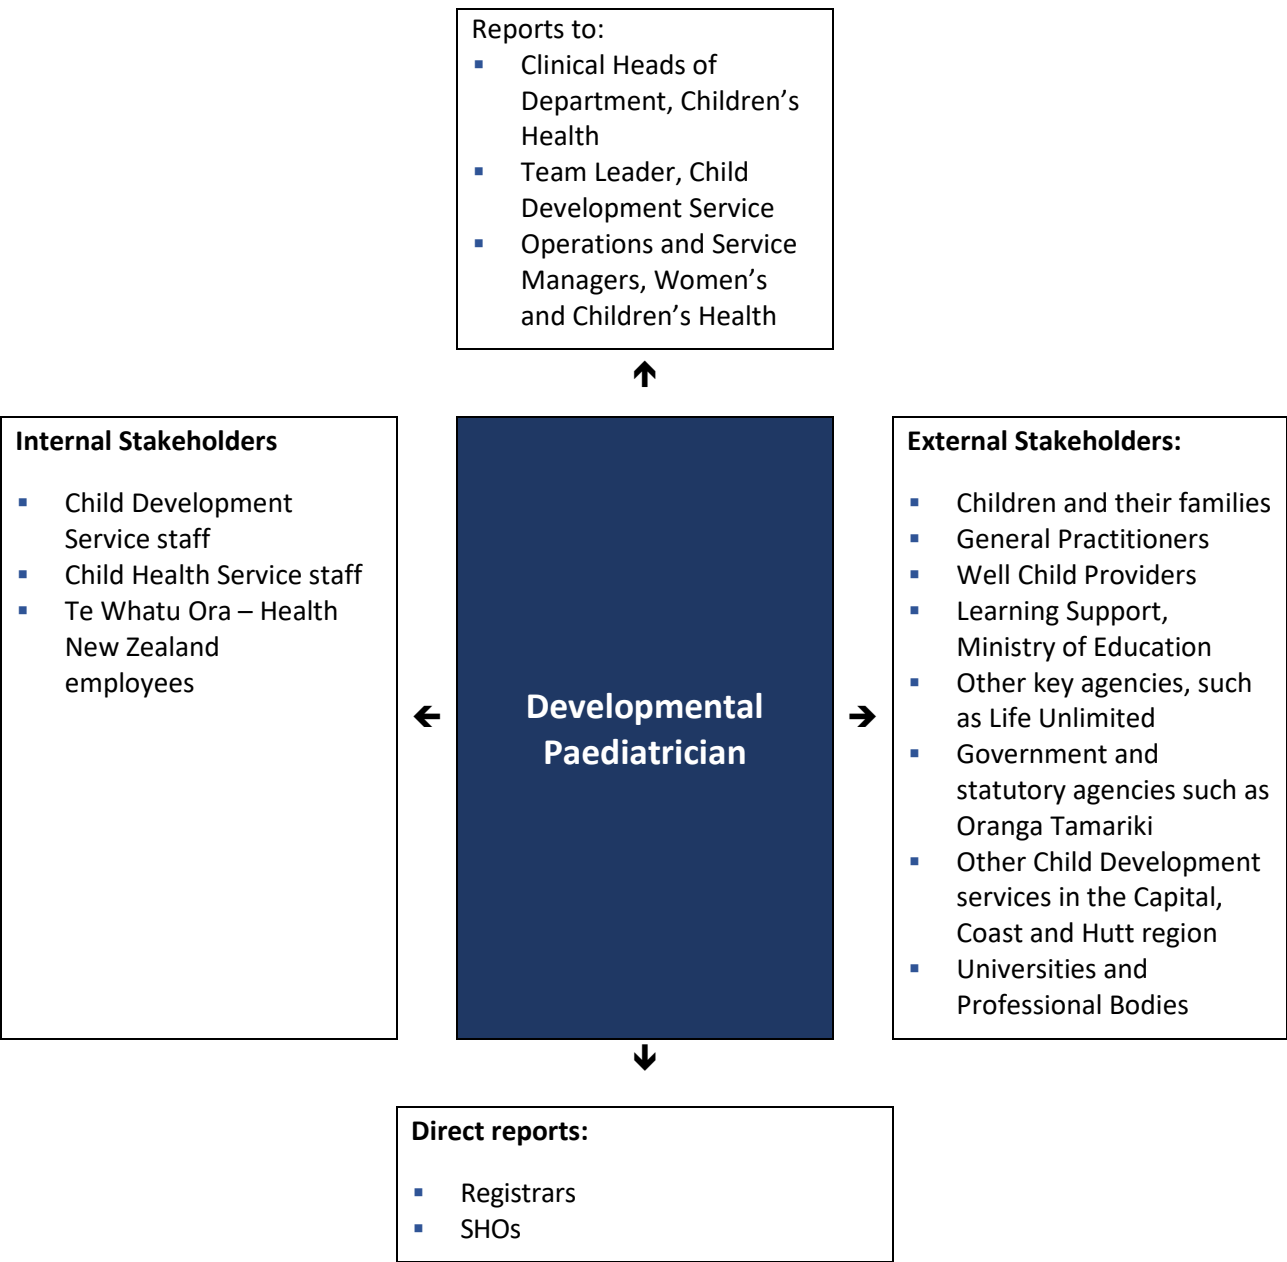 Reports to:
▪ Clinical Heads of
Department, Children’s
Health
▪ Team Leader, Child
Development Service
▪ Operations and Service
Managers, Women’s
and Children’s Health
Internal Stakeholders
▪ Child Development
Service staff
▪ Child Health Service staff
▪ Te Whatu Ora – Health
New Zealand
employees
Developmental
Paediatrician
External Stakeholders:
▪ Children and their families
▪ General Practitioners
▪ Well Child Providers
▪ Learning Support,
Ministry of Education
▪ Other key agencies, such
as Life Unlimited
▪ Government and
statutory agencies such as
Oranga Tamariki
▪ Other Child Development
services in the Capital,
Coast and Hutt region
▪ Universities and
Professional Bodies
Direct reports:
▪ Registrars
▪ SHOs